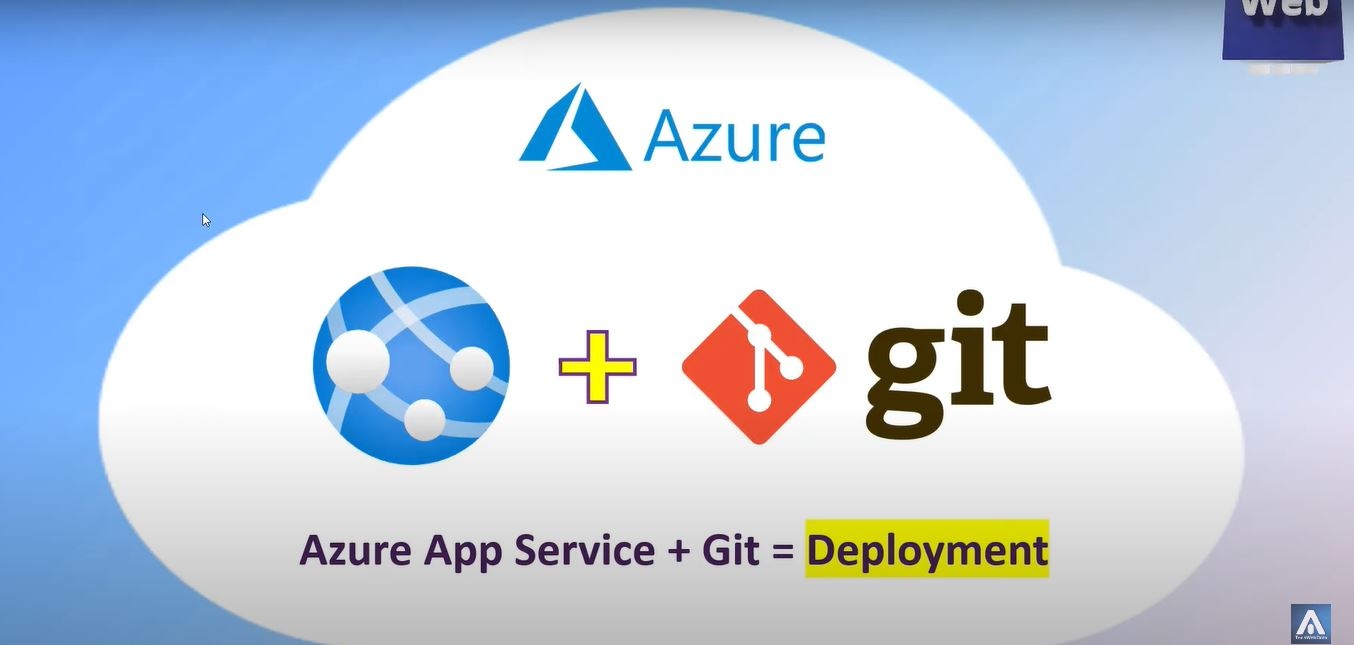 Web
Azure
git
Azure App Service + Git = Deployment